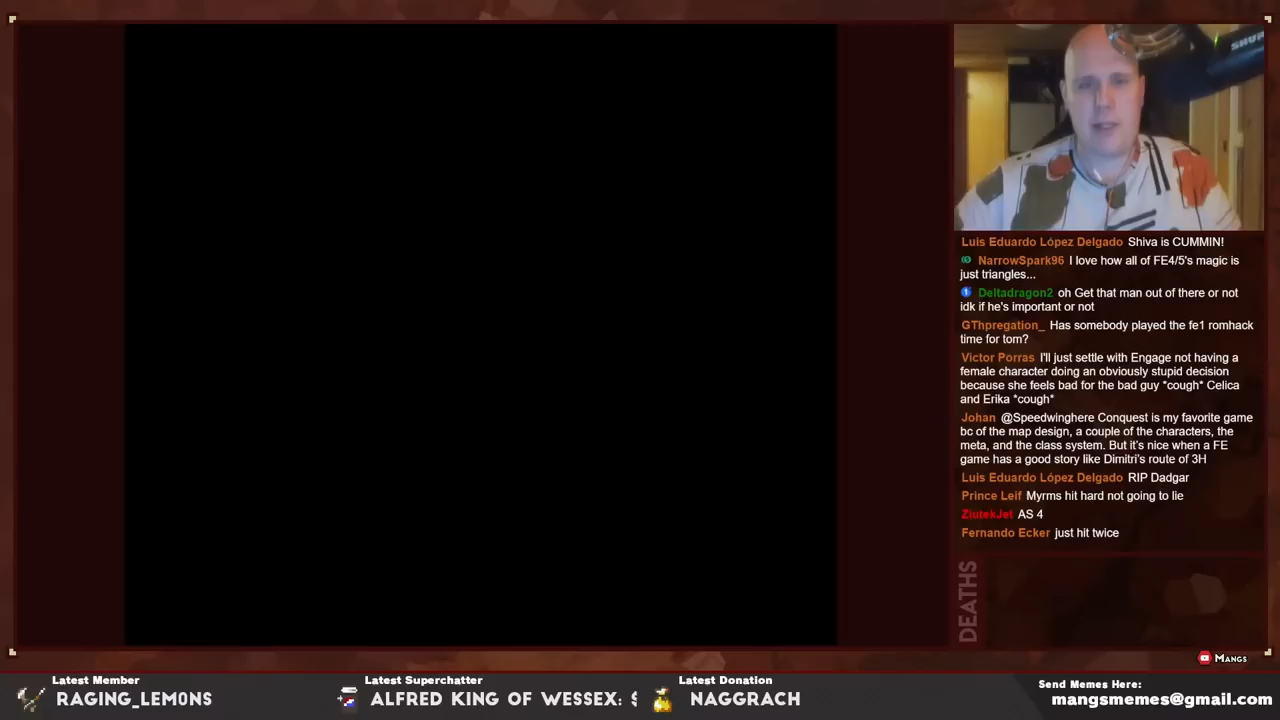 SHUR
Luis Eduardo López Delgado Shiva is CUMMIN!
NarrowSpark96 I love how all of FE4/5's magic is
just triangles...
Deltadragon2 oh Get that man out of there or not
idk if he's important or not
GThpregation_ Has somebody played the fe1 romhack
time for tom?
Victor Porras I'll just settle with Engage not having a
female character doing an obviously stupid decision
because she feels bad for the bad guy *cough* Celica
and Erika *cough*
Johan @Speedwinghere Conquest is my favorite game
bc of the map design, a couple of the characters, the
meta, and the class system. But it's nice when a FE
game has a good story like Dimitri's route of 3H
Luis Eduardo López Delgado RIP Dadgar
Prince Leif Myrms hit hard not going to lie
ZiutekJet AS 4
Fernando Ecker just hit twice
DEATHS
MANGS
Latest Member
RAGING_LEM0NS
Latest Superchatter
ALFRED KING OF WESSEX: $
Latest Donation
NAGGRACH
Send Memes Here:
mangsmemes@gmail.com